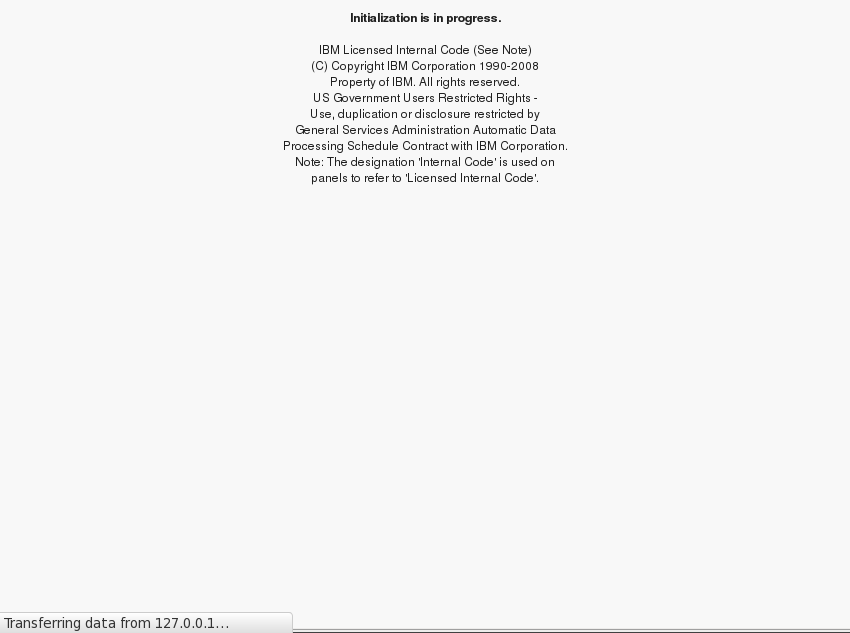 Initialization is in progress.
IBM Licensed Internal Code (See Note)
(C) Copyright IBM Corporation 1990-2008
Property of IBM. All rights reserved.
US Government Users Restricted Rights -
Use, duplication or disclosure restricted by
General Services Administration Automatic Data
Processing Schedule Contract with IBM Corporation.
Note: The designation 'Internal Code' is used on
panels to refer to 'Licensed Internal Code'.
Transferring data from 127.0.0.1...